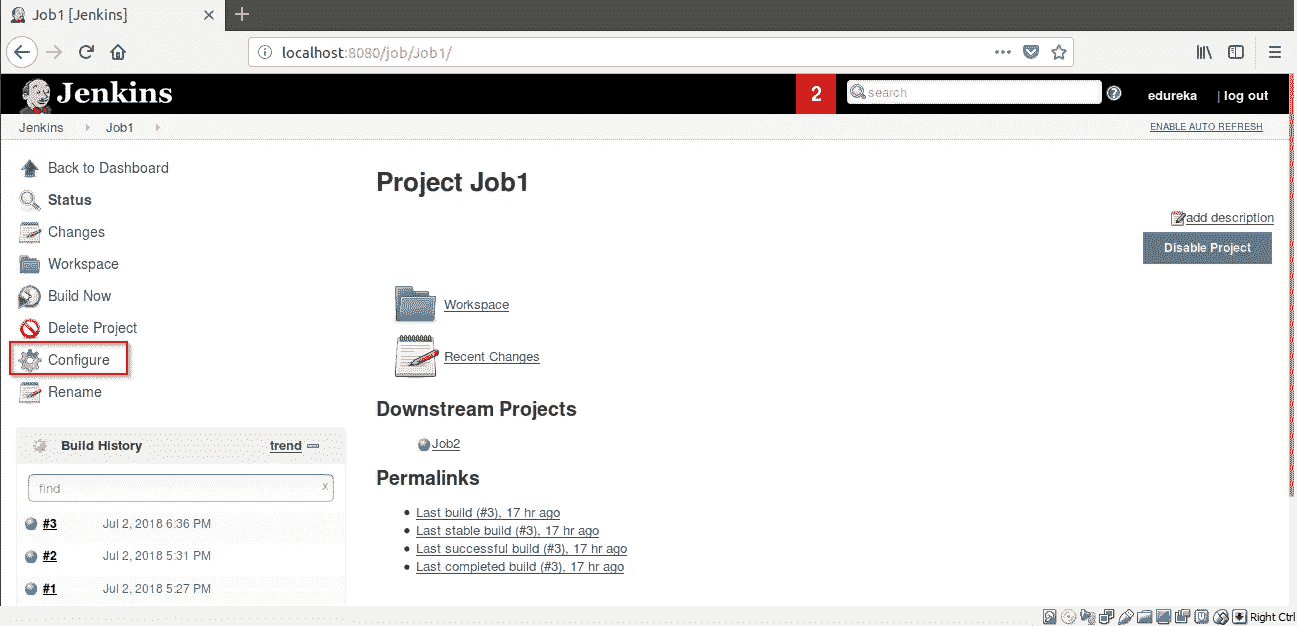 Job1 [Jenkins]
localhost:8080/job/Job1/
Jenkins
2
search
edureka
| log out
Jenkins
Job1
ENABLE AUTO REFRESH
Back to Dashboard
Status
Changes
Workspace
Build Now
Delete Project
Configure
Rename
Build History
trend
find
x
#3 Jul 2, 2018 6:36 PM
#2 Jul 2, 2018 5:31 PM
#1 Jul 2, 2018 5:27 PM
Project Job1
add description
Disable Project
Workspace
Recent Changes
Downstream Projects
Job2
Permalinks
Last build (#3), 17 hr ago
Last stable build (#3), 17 hr ago
Last successful build (#3), 17 hr ago
Last completed build (#3), 17 hr ago
Right Ctrl